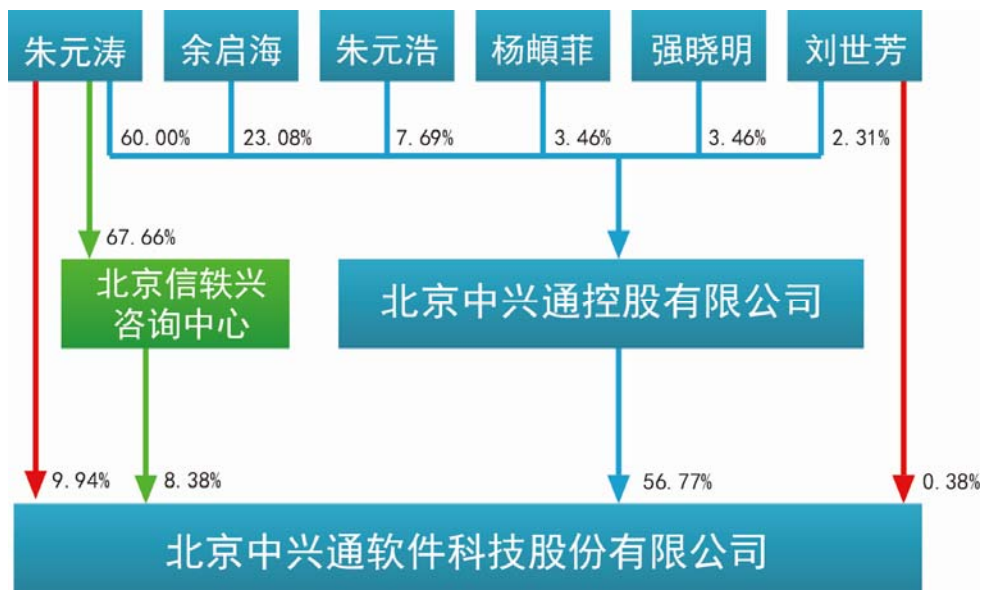 朱元涛
余启海
朱元浩
杨頔菲
强晓明
刘世芳
60.00%
23.08%
7.69%
3.46%
3.46%
2.31%
67.66%
北京信轶兴
咨询中心
北京中兴通控股有限公司
9.94%
8.38%
56.77%
0.38%
北京中兴通软件科技股份有限公司